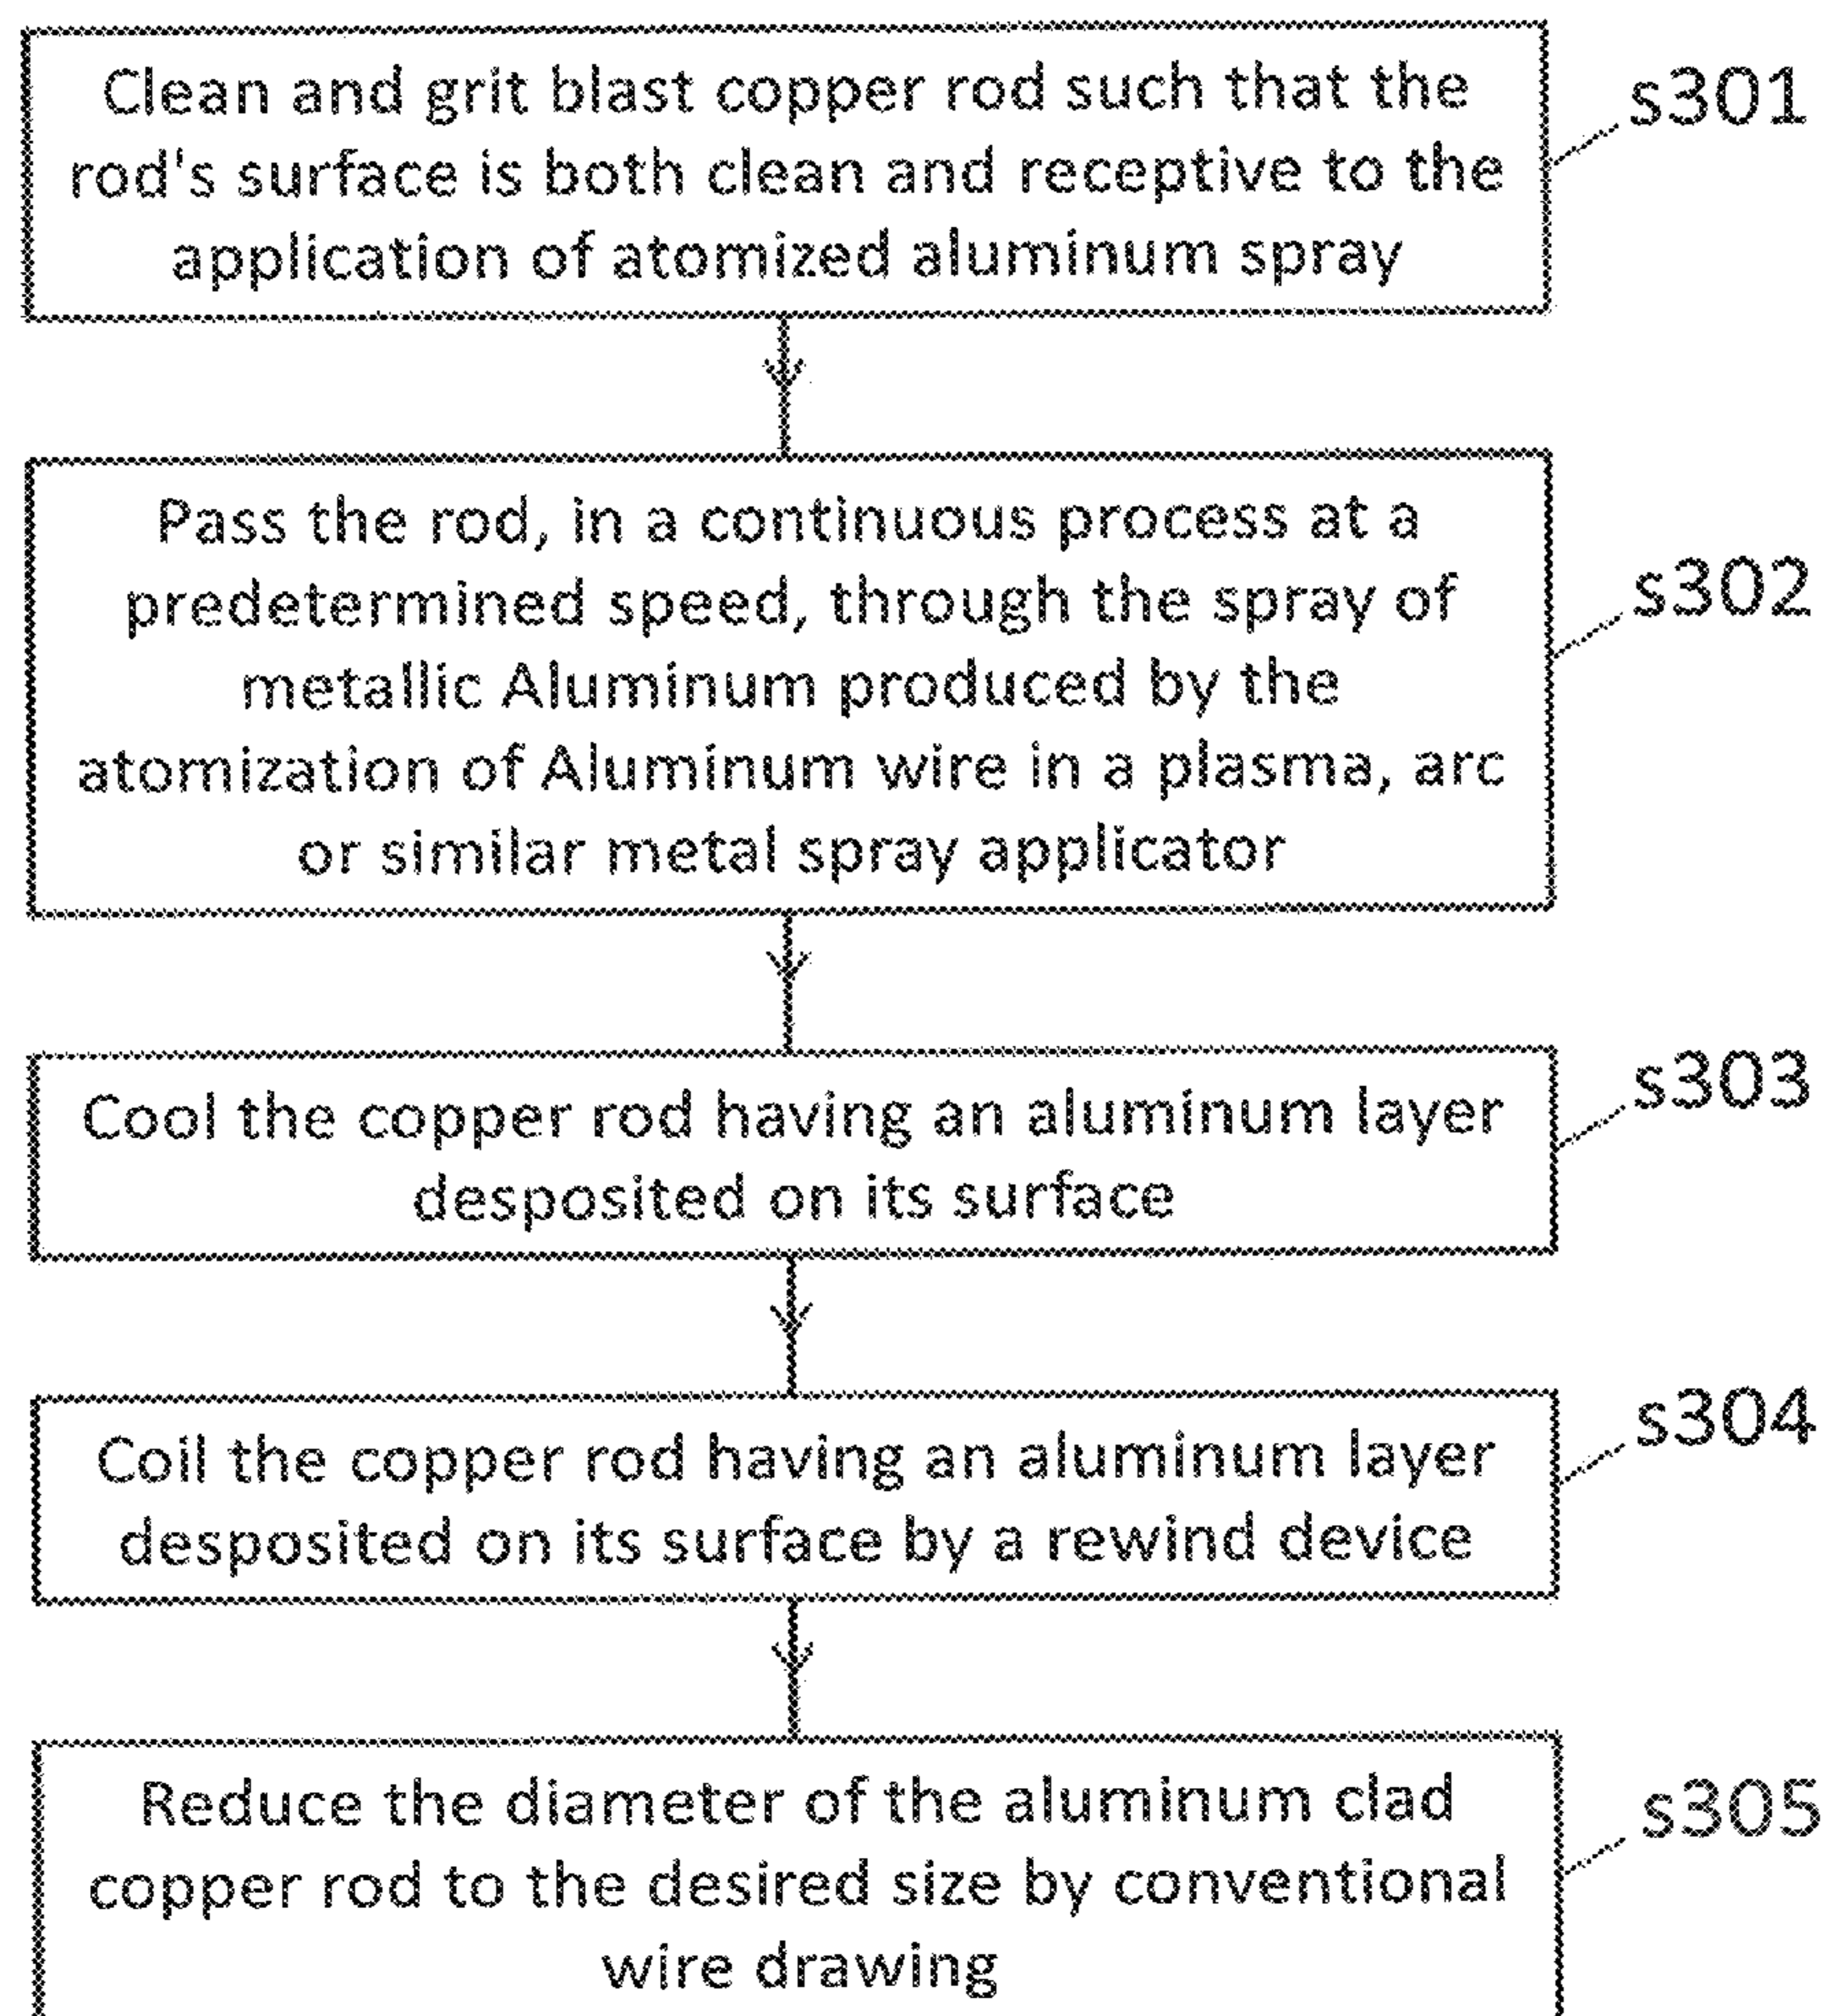 Clean and grit blast copper rod such that the
rod's surface is both clean and receptive to the
application of atomized aluminum spray
s301
Pass the rod, in a continuous process at a
predetermined speed, through the spray of
metallic Aluminum produced by the
atomization of Aluminum wire in a plasma, arc
or similar metal spray applicator
s302
Cool the copper rod having an aluminum layer
desposited on its surface
s303
Coil the copper rod having an aluminum layer
desposited on its surface by a rewind device
s304
Reduce the diameter of the aluminum clad
copper rod to the desired size by conventional
wire drawing
s305